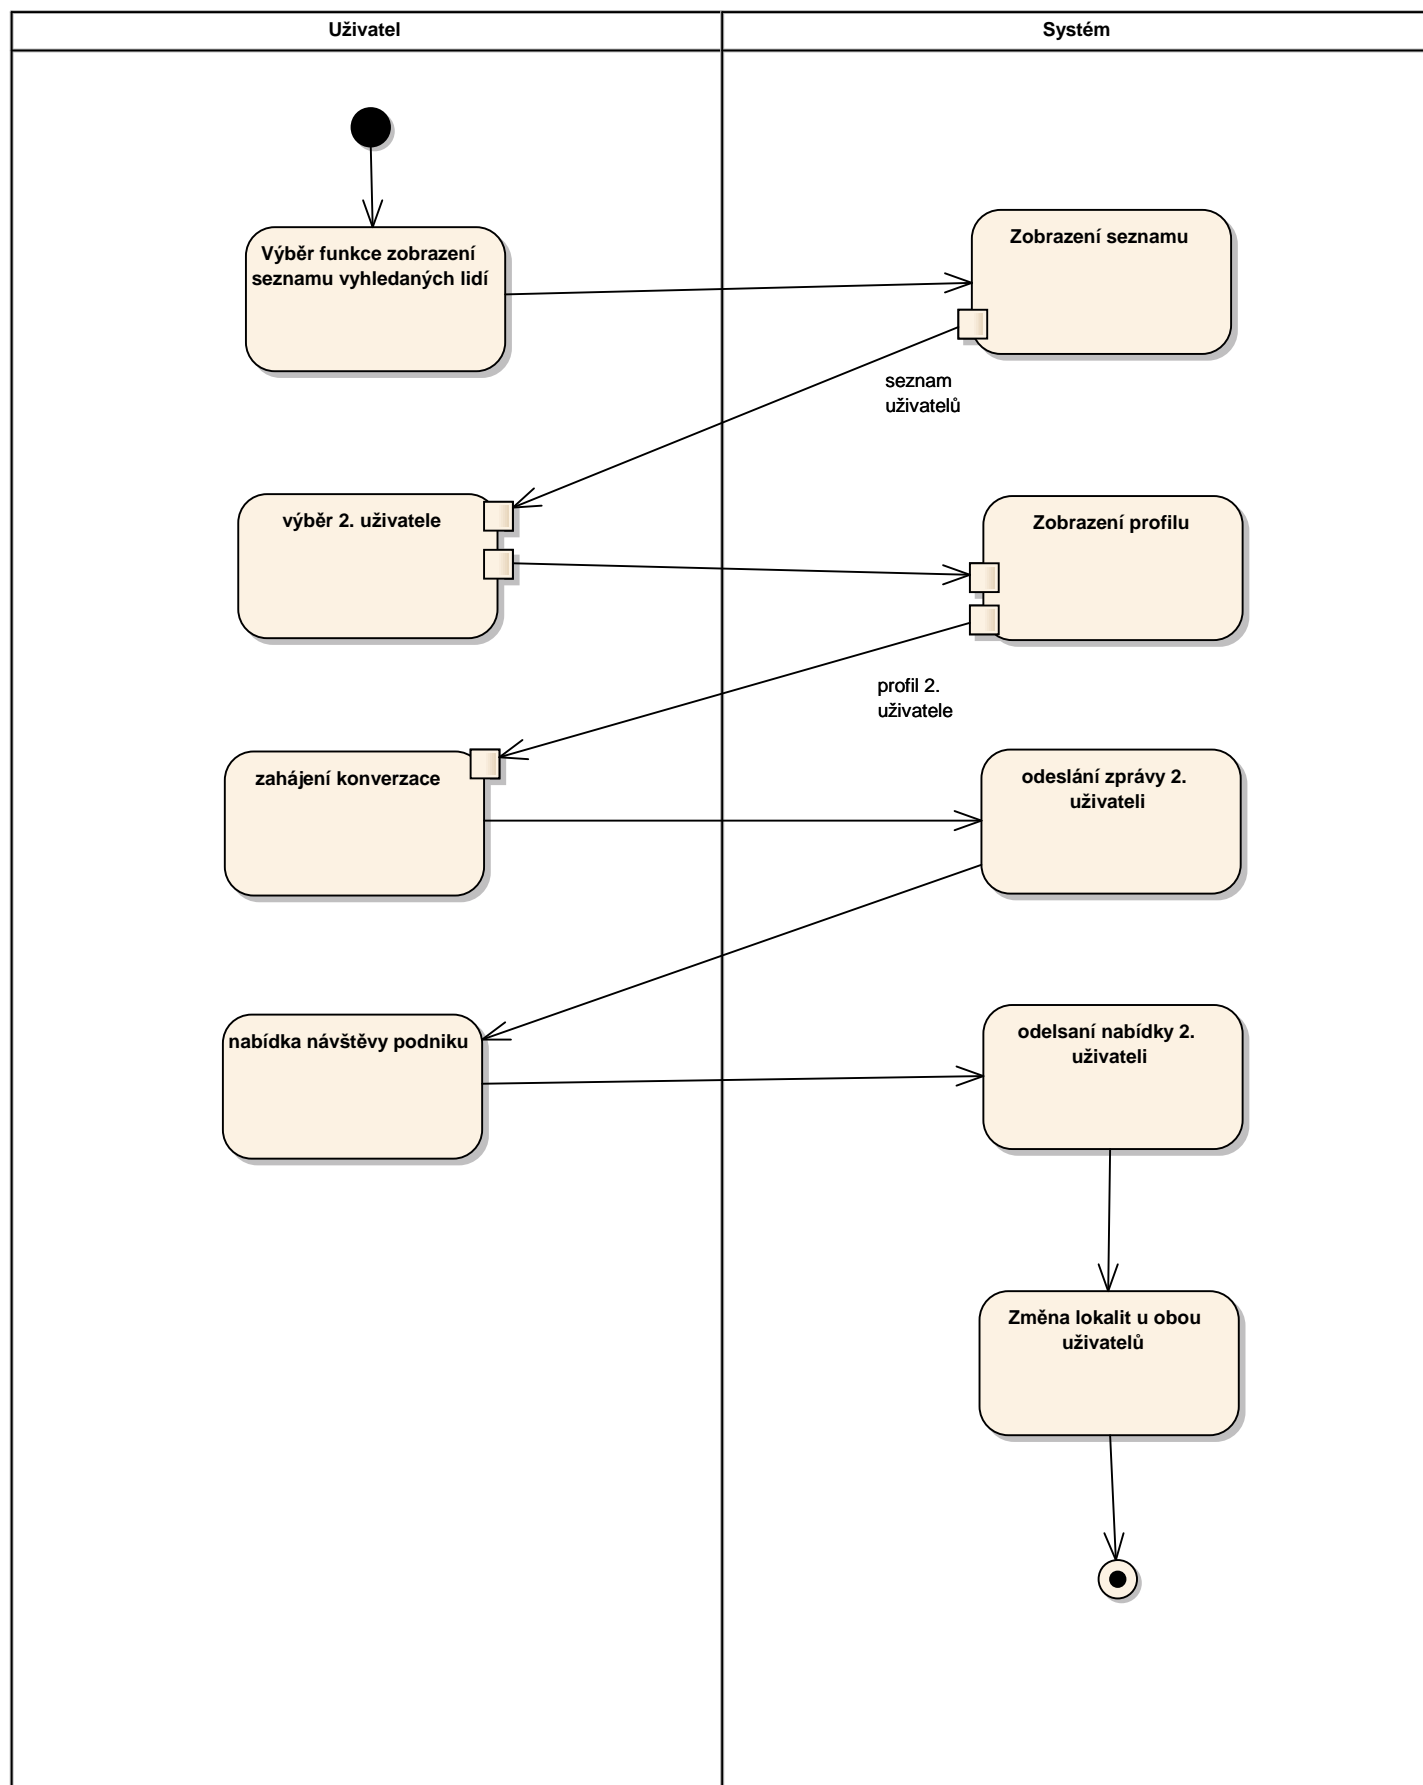 Uživatel
Systém
Výběr funkce zobrazení
seznamu vyhledaných lidí
Zobrazení seznamu
seznam
uživatelů
výběr 2. uživatele
Zobrazení profilu
profil 2.
uživatele
zahájení konverzace
odeslání zprávy 2.
uživateli
nabídka návštěvy podniku
odelsaní nabídky 2.
uživateli
Změna lokalit u obou
uživatelů